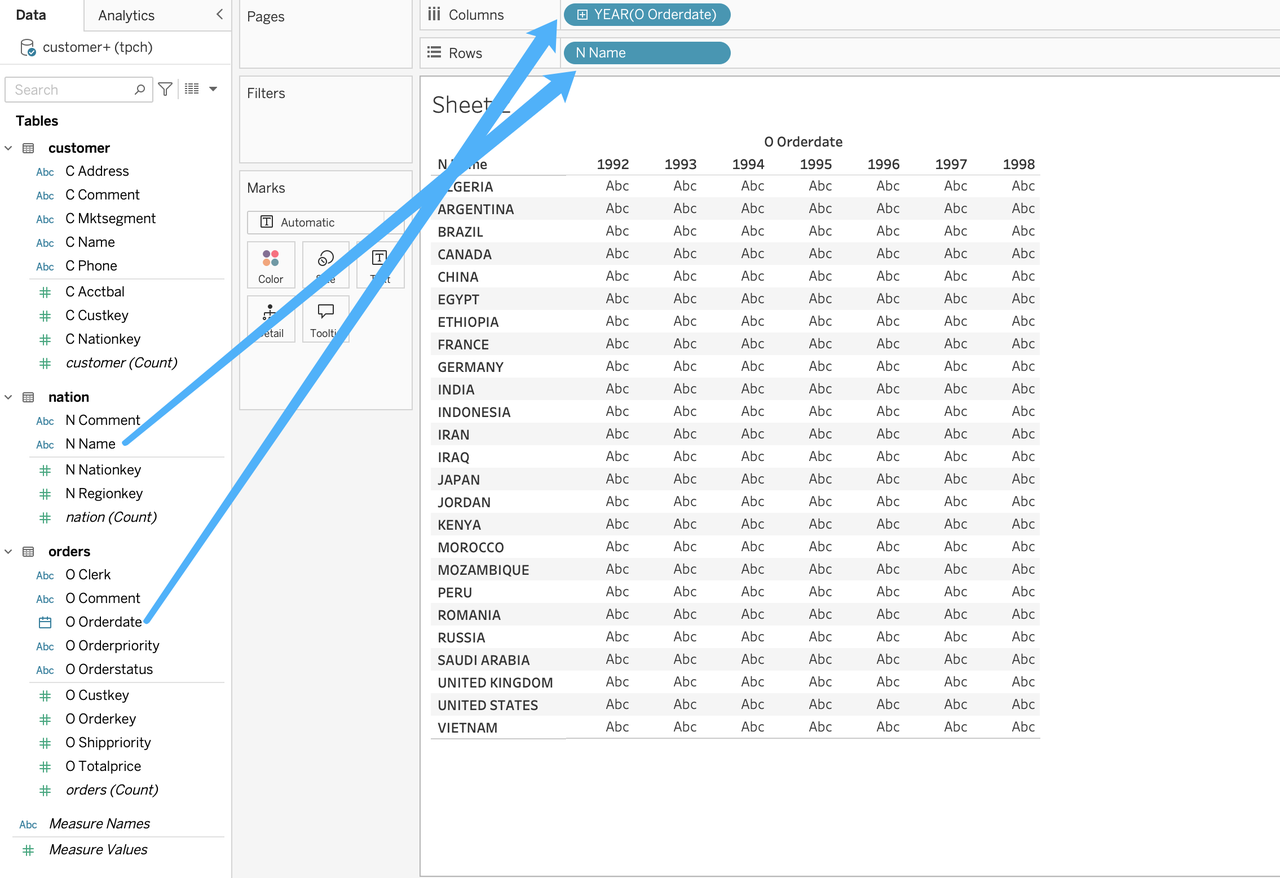 Data
Analytics
customer+ (tpch)
Search
Tables
customer
Abc C Address
Abc C Comment
Abc C Mktsegment
Abc C Name
Abc C Phone
# C Acctbal
# C Custkey
# C Nationkey
# customer (Count)
nation
Abc N Comment
Abc N Name
# N Nationkey
# N Regionkey
# nation (Count)
orders
Abc O Clerk
Abc O Comment
O Orderdate
Abc O Orderpriority
Abc O Orderstatus
# O Custkey
# O Orderkey
# O Shippriority
# O Totalprice
# orders (Count)
Abc Measure Names
# Measure Values
Pages
Filters
Marks
Automatic
Color
Columns YEAR(O Orderdate)
Rows N Name
O Orderdate
1992 1993 1994 1995 1996 1997 1998
Abc Abc Abc Abc Abc Abc Abc
ARGENTINA Abc Abc Abc Abc Abc Abc Abc
BRAZIL Abc Abc Abc Abc Abc Abc Abc
CANADA Abc Abc Abc Abc Abc Abc Abc
CHINA Abc Abc Abc Abc Abc Abc Abc
EGYPT Abc Abc Abc Abc Abc Abc Abc
ETHIOPIA Abc Abc Abc Abc Abc Abc Abc
FRANCE Abc Abc Abc Abc Abc Abc Abc
GERMANY Abc Abc Abc Abc Abc Abc Abc
INDIA Abc Abc Abc Abc Abc Abc Abc
INDONESIA Abc Abc Abc Abc Abc Abc Abc
IRAN Abc Abc Abc Abc Abc Abc Abc
IRAQ Abc Abc Abc Abc Abc Abc Abc
JAPAN Abc Abc Abc Abc Abc Abc Abc
JORDAN Abc Abc Abc Abc Abc Abc Abc
KENYA Abc Abc Abc Abc Abc Abc Abc
MOROCCO Abc Abc Abc Abc Abc Abc Abc
MOZAMBIQUE Abc Abc Abc Abc Abc Abc Abc
PERU Abc Abc Abc Abc Abc Abc Abc
ROMANIA Abc Abc Abc Abc Abc Abc Abc
RUSSIA Abc Abc Abc Abc Abc Abc Abc
SAUDI ARABIA Abc Abc Abc Abc Abc Abc Abc
UNITED KINGDOM Abc Abc Abc Abc Abc Abc Abc
UNITED STATES Abc Abc Abc Abc Abc Abc Abc
VIETNAM Abc Abc Abc Abc Abc Abc Abc